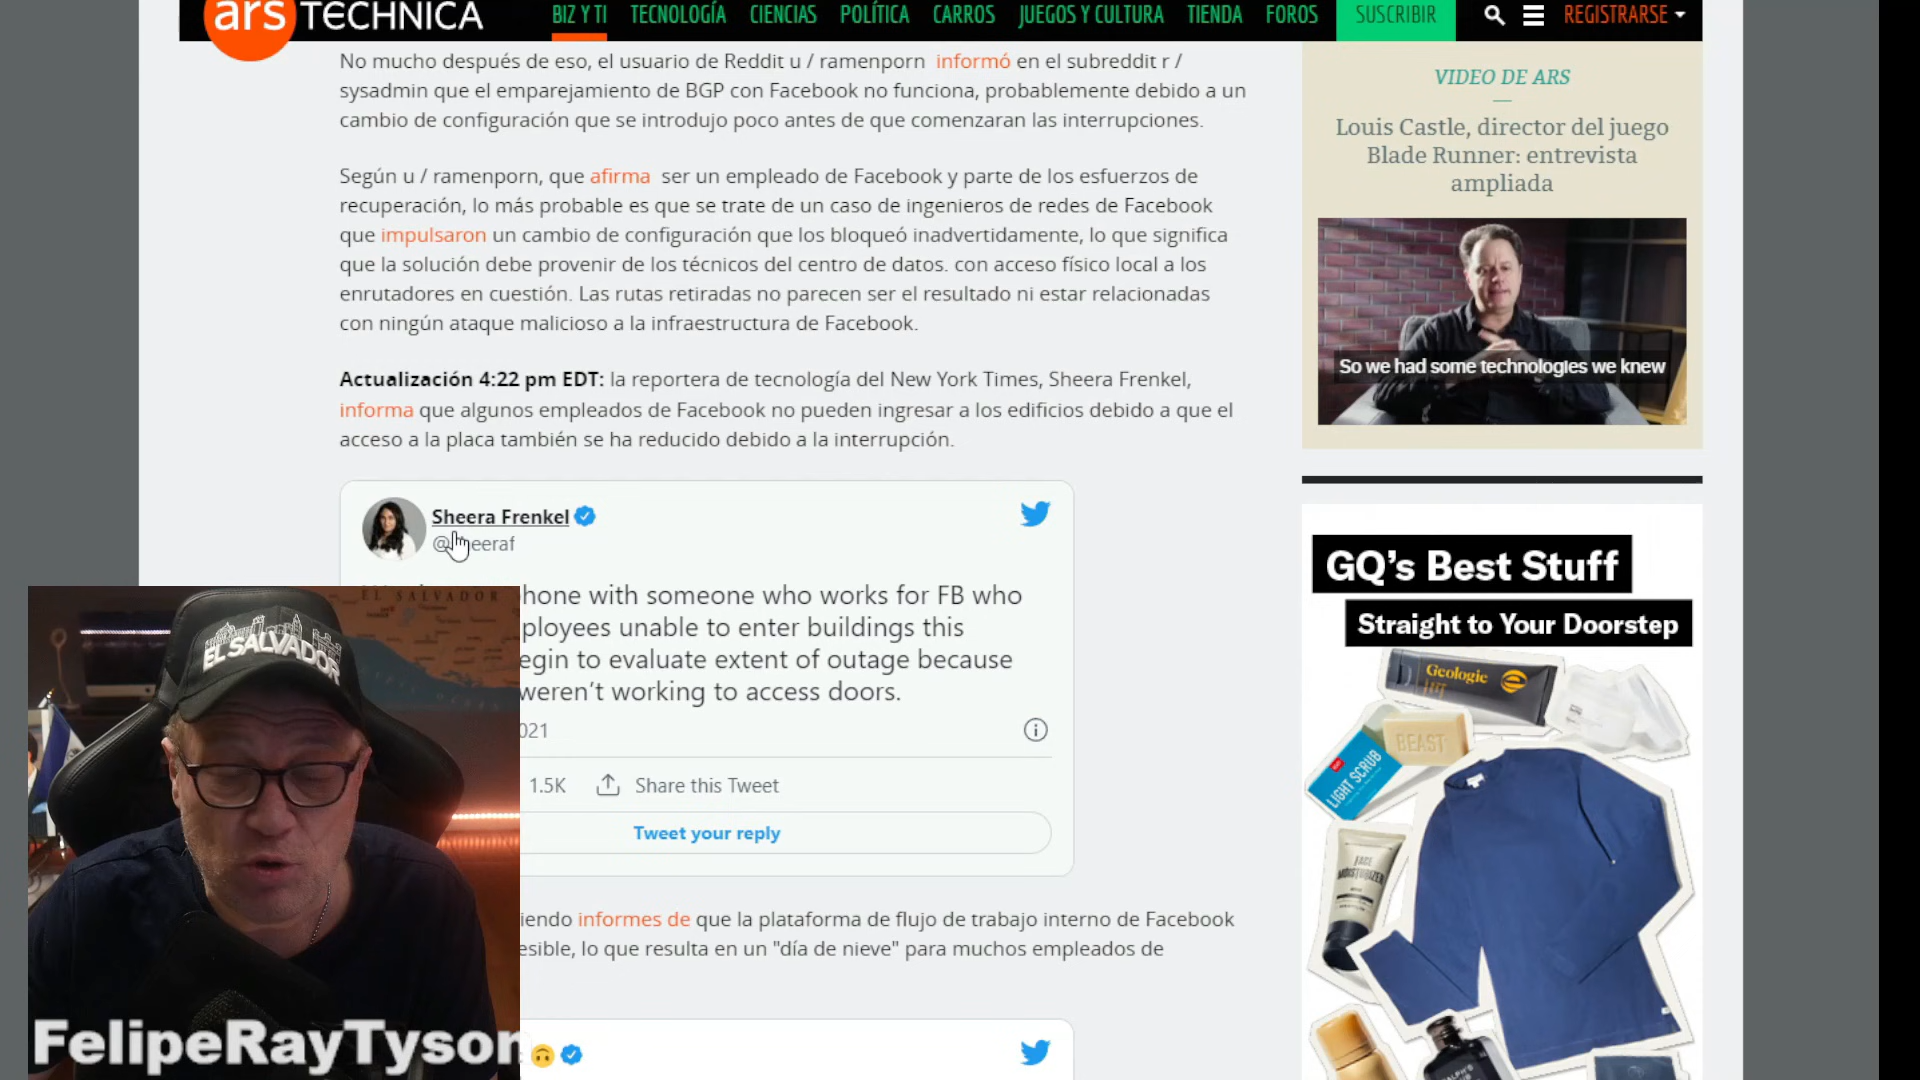 ars TECHNICA
BIZ Y TI TECNOLOGÍA CIENCIAS POLÍTICA CARROS JUEGOS Y CULTURA TIENDA FOROS SUSCRIBIR REGISTRARSE
No mucho después de eso, el usuario de Reddit u / ramenporn informó en el subreddit r /
sysadmin que el emparejamiento de BGP con Facebook no funciona, probablemente debido a un
cambio de configuración que se introdujo poco antes de que comenzaran las interrupciones.
Según u / ramenporn, que afirma ser un empleado de Facebook y parte de los esfuerzos de
recuperación, lo más probable es que se trate de un caso de ingenieros de redes de Facebook
que impulsaron un cambio de configuración que los bloqueó inadvertidamente, lo que significa
que la solución debe provenir de los técnicos del centro de datos. con acceso físico local a los
enrutadores en cuestión. Las rutas retiradas no parecen ser el resultado ni estar relacionadas
con ningún ataque malicioso a la infraestructura de Facebook.
Actualización 4:22 pm EDT: la reportera de tecnología del New York Times, Sheera Frenkel,
informa que algunos empleados de Facebook no pueden ingresar a los edificios debido a que el
acceso a la placa también se ha reducido debido a la interrupción.
Sheera Frenkel
hone with someone who works for FB who
ployees unable to enter buildings this
egin to evaluate extent of outage because
weren't working to access doors.
021
1.5K Share this Tweet
Tweet your reply
iendo informes de que la plataforma de flujo de trabajo interno de Facebook
esible, lo que resulta en un "día de nieve" para muchos empleados de
EL SALVADOR
EL SALVADOR
FelipeRayTyson
VIDEO DE ARS
Louis Castle, director del juego
Blade Runner: entrevista
ampliada
So we had some technologies we knew
GQ's Best Stuff
Straight to Your Doorstep
Geologie
BEAST
LIGHT SCRUB
FACE
MOISTURIZER